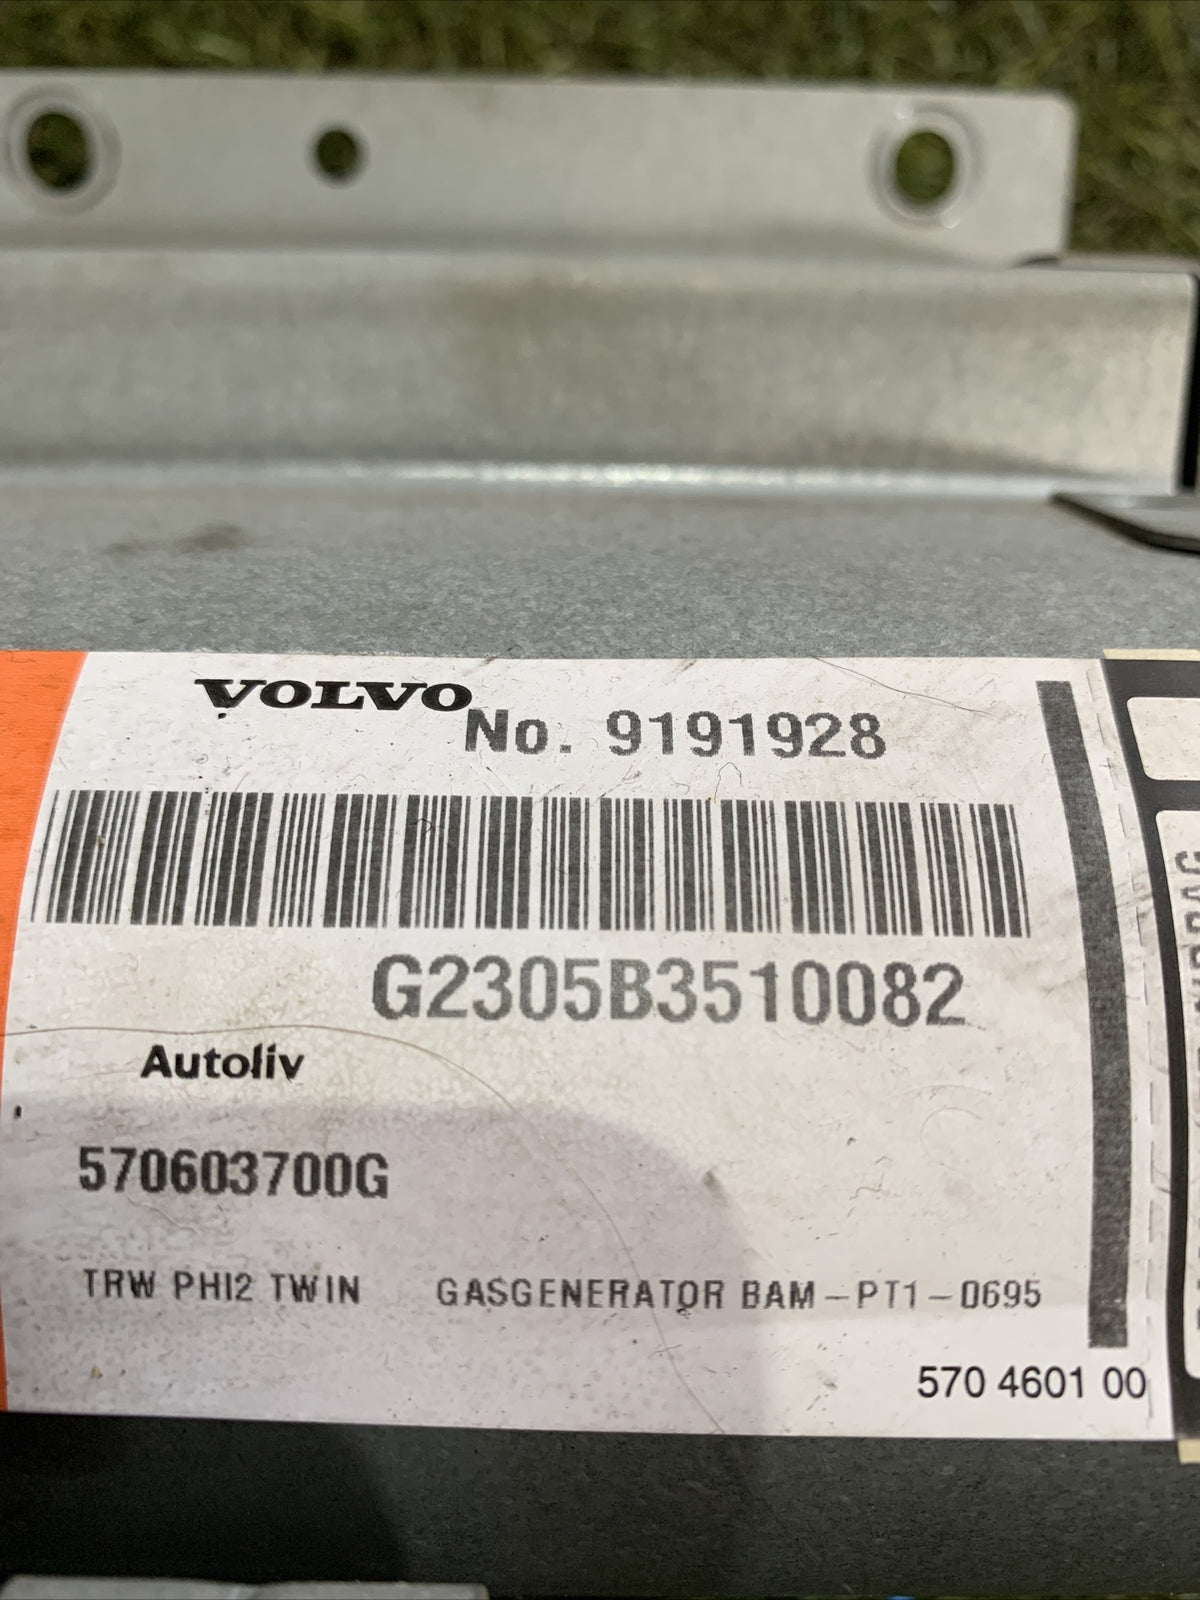 VOLVO
No. 9191928
G2305B3510082
Autoliv
570603700G
TRW PHI2 TWIN GASGENERATOR BAM-PT1-0695
570 4601 00